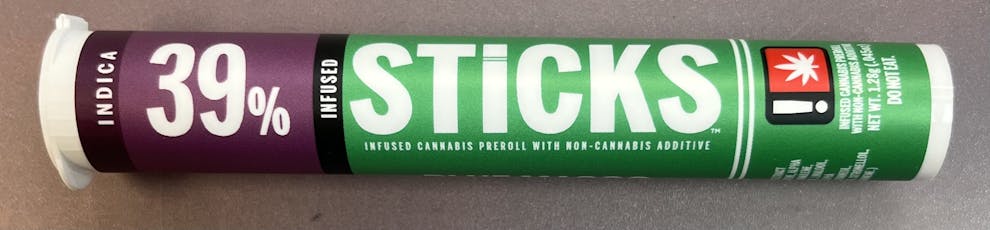 INDICA
39%
INFUSED
STiCKS™
INFUSED CANNABIS PREROLL WITH NON-CANNABIS ADDITIVE
!
INFUSED CANNABIS PREROLL
WITH NON-CANNABIS ADDITIVE
NET WT. 1.28g (.045oz)
DO NOT EAT.